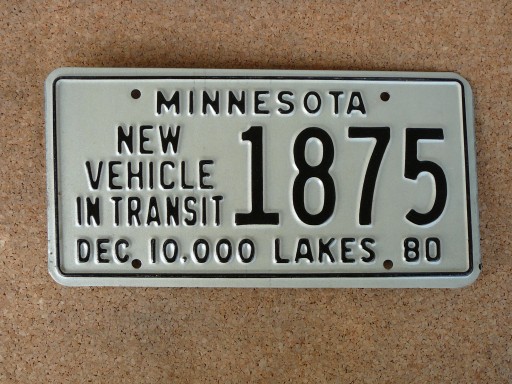 MINNESOTA
NEW
VEHICLE
IN TRANSIT
1875
DEC. 10,000 LAKES 80